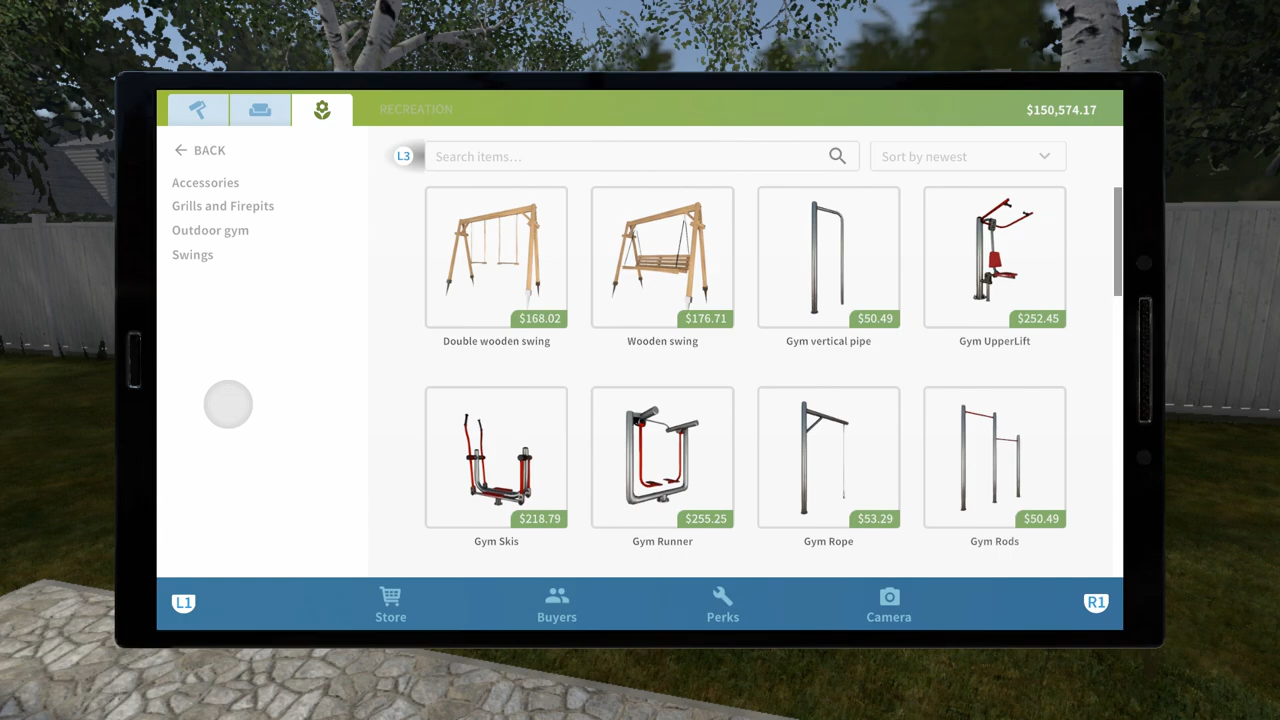 RECREATION
$150,574.17
BACK
L3
Search items...
Sort by newest
Accessories
Grills and Firepits
Outdoor gym
Swings
$168.02
$176.71
$50.49
$252.45
Double wooden swing
Wooden swing
Gym vertical pipe
Gym UpperLift
$218.79
$255.25
$53.29
$50.49
Gym Skis
Gym Runner
Gym Rope
Gym Rods
L1
Store
Buyers
Perks
Camera
R1